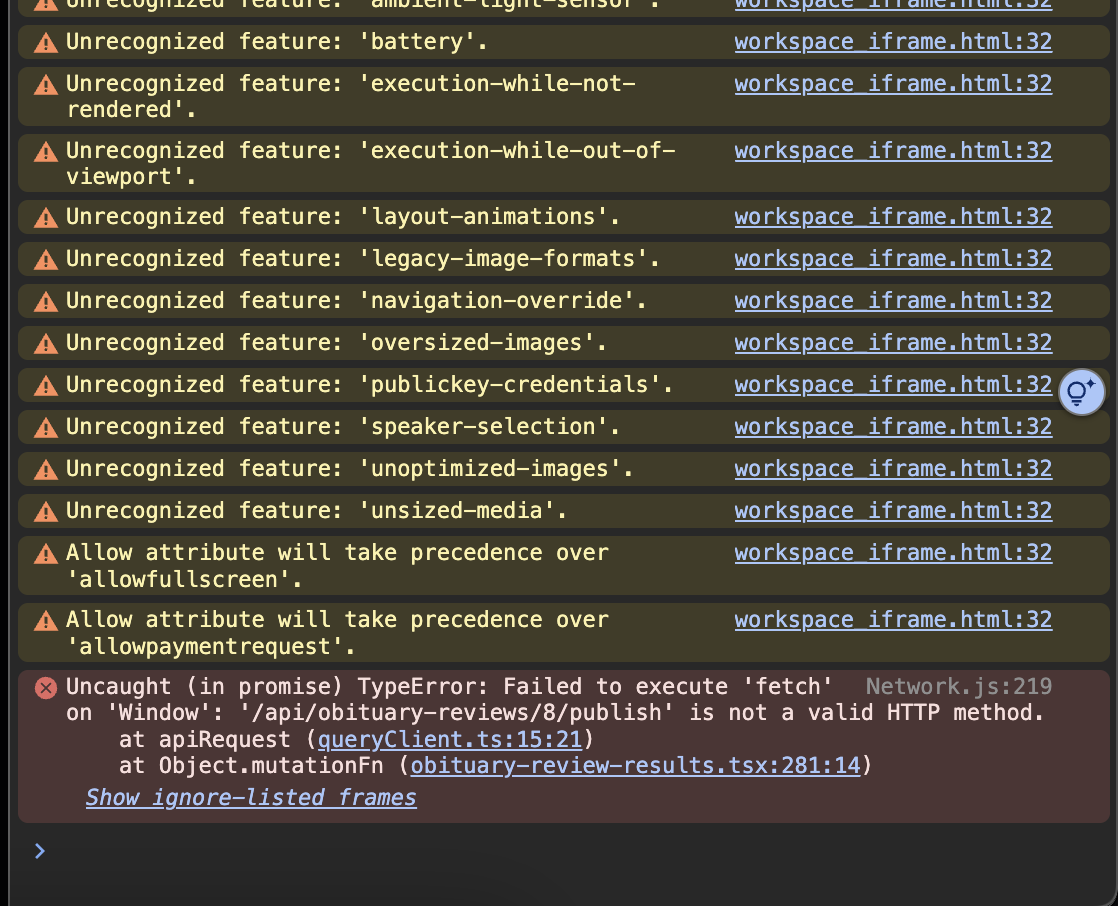 Unrecognized feature: 'ambient-light-sensor'. workspace_iframe.html:32
Unrecognized feature: 'battery'. workspace_iframe.html:32
Unrecognized feature: 'execution-while-not- workspace_iframe.html:32
rendered'.
Unrecognized feature: 'execution-while-out-of- workspace_iframe.html:32
viewport'.
Unrecognized feature: 'layout-animations'. workspace_iframe.html:32
Unrecognized feature: 'legacy-image-formats'. workspace_iframe.html:32
Unrecognized feature: 'navigation-override'. workspace_iframe.html:32
Unrecognized feature: 'oversized-images'. workspace_iframe.html:32
Unrecognized feature: 'publickey-credentials'. workspace_iframe.html:32
Unrecognized feature: 'speaker-selection'. workspace_iframe.html:32
Unrecognized feature: 'unoptimized-images'. workspace_iframe.html:32
Unrecognized feature: 'unsized-media'. workspace_iframe.html:32
Allow attribute will take precedence over workspace_iframe.html:32
'allowfullscreen'.
Allow attribute will take precedence over workspace_iframe.html:32
'allowpaymentrequest'.
Uncaught (in promise) TypeError: Failed to execute 'fetch' Network.js:219
on 'Window': '/api/obituary-reviews/8/publish' is not a valid HTTP method.
at apiRequest (queryClient.ts:15:21)
at Object.mutationFn (obituary-review-results.tsx:281:14)
Show ignore-listed frames